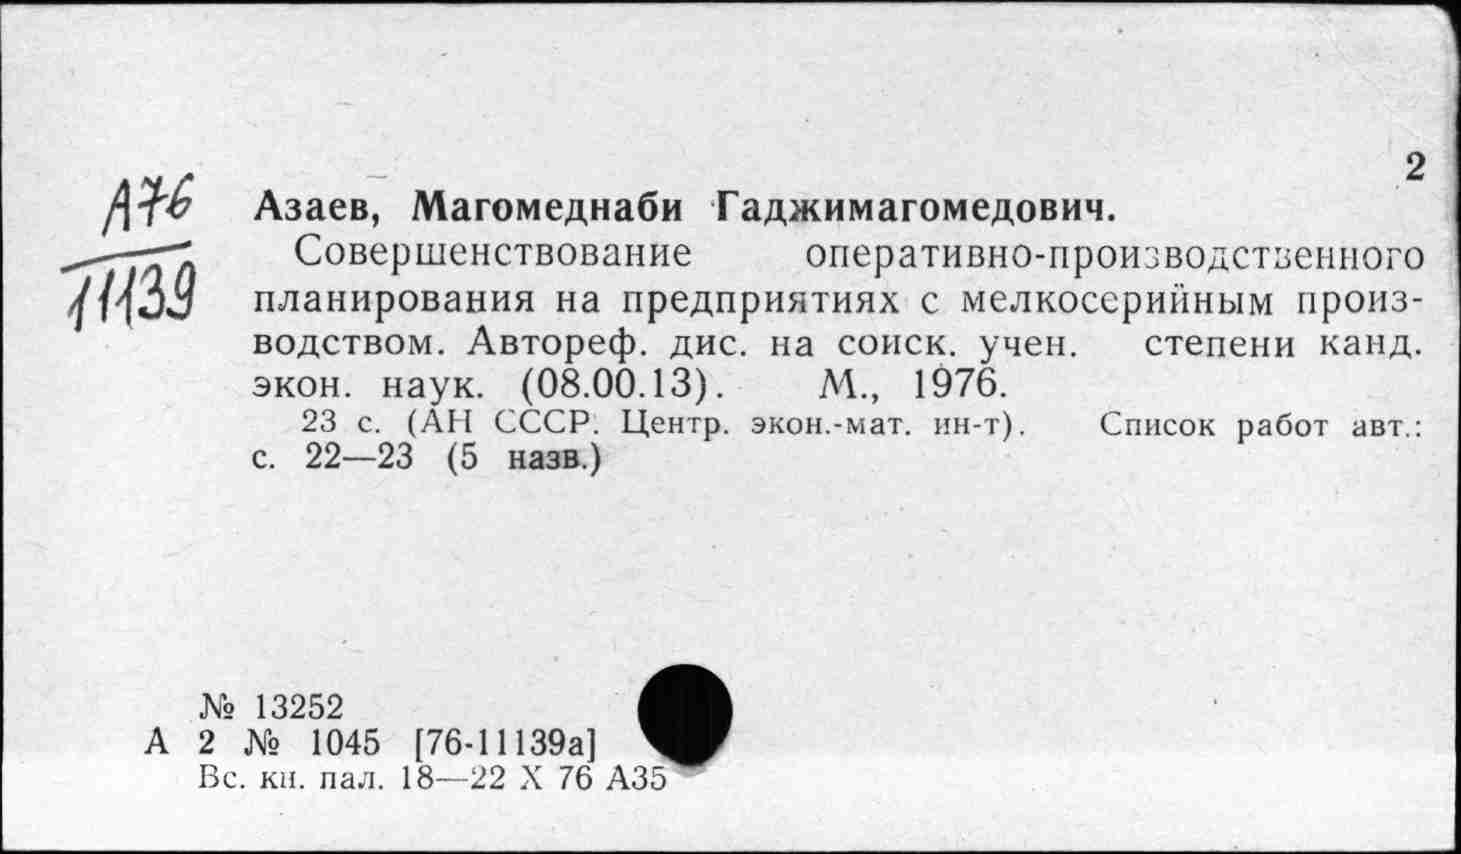 2
А76
11139
Азаев, Магомеднаби Гаджимагомедович.
Совершенствование оперативно-производственного
планирования на предприятиях с мелкосерийным произ-
водством. Автореф. дис. на соиск. учен. степени канд.
экон. наук. (08.00.13). М., 1976.
23 с. (АН СССР. Центр. экон.-мат. ин-т). Список работ авт.:
с. 22—23 (5 назв.)
№ 13252
А 2 № 1045 [76-11139а]
Вс. кн. пал. 18—22 X 76 А35